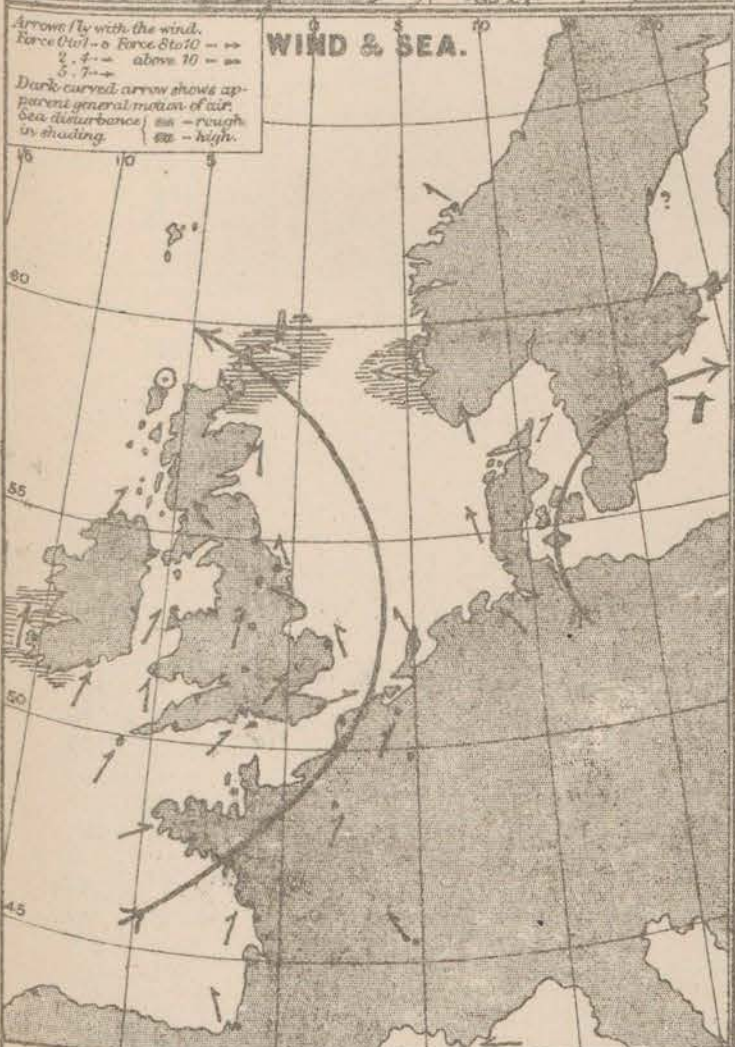 Arrows fly with the wind.
Force 0 to 1 - o Force 8 to 10 -
2 . 4 - above 10 -
5 . 7 -
Dark curved arrow shows ap-
parent general motion of air.
Sea disturbance { - rough
in shading { - high.
WIND & SEA.
0 5 10 20
15 10 5
?
60
55
50
45